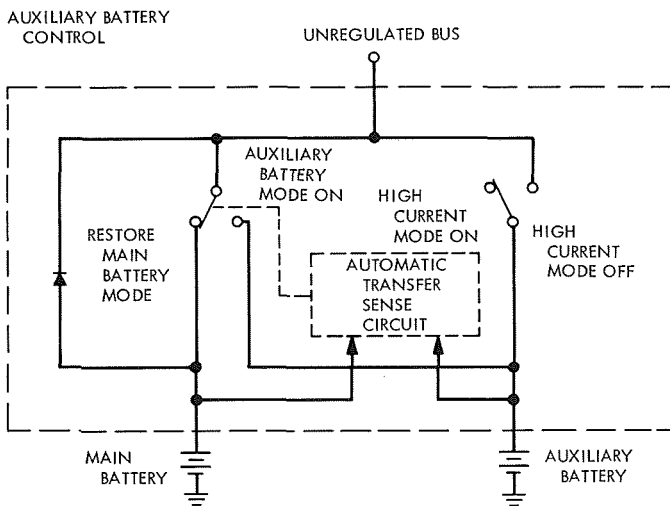 AUXILIARY BATTERY
CONTROL
UNREGULATED BUS
AUXILIARY
BATTERY
MODE ON
HIGH
CURRENT
MODE ON
RESTORE
MAIN
BATTERY
MODE
HIGH
CURRENT
MODE OFF
AUTOMATIC
TRANSFER
SENSE
CIRCUIT
MAIN
BATTERY
AUXILIARY
BATTERY